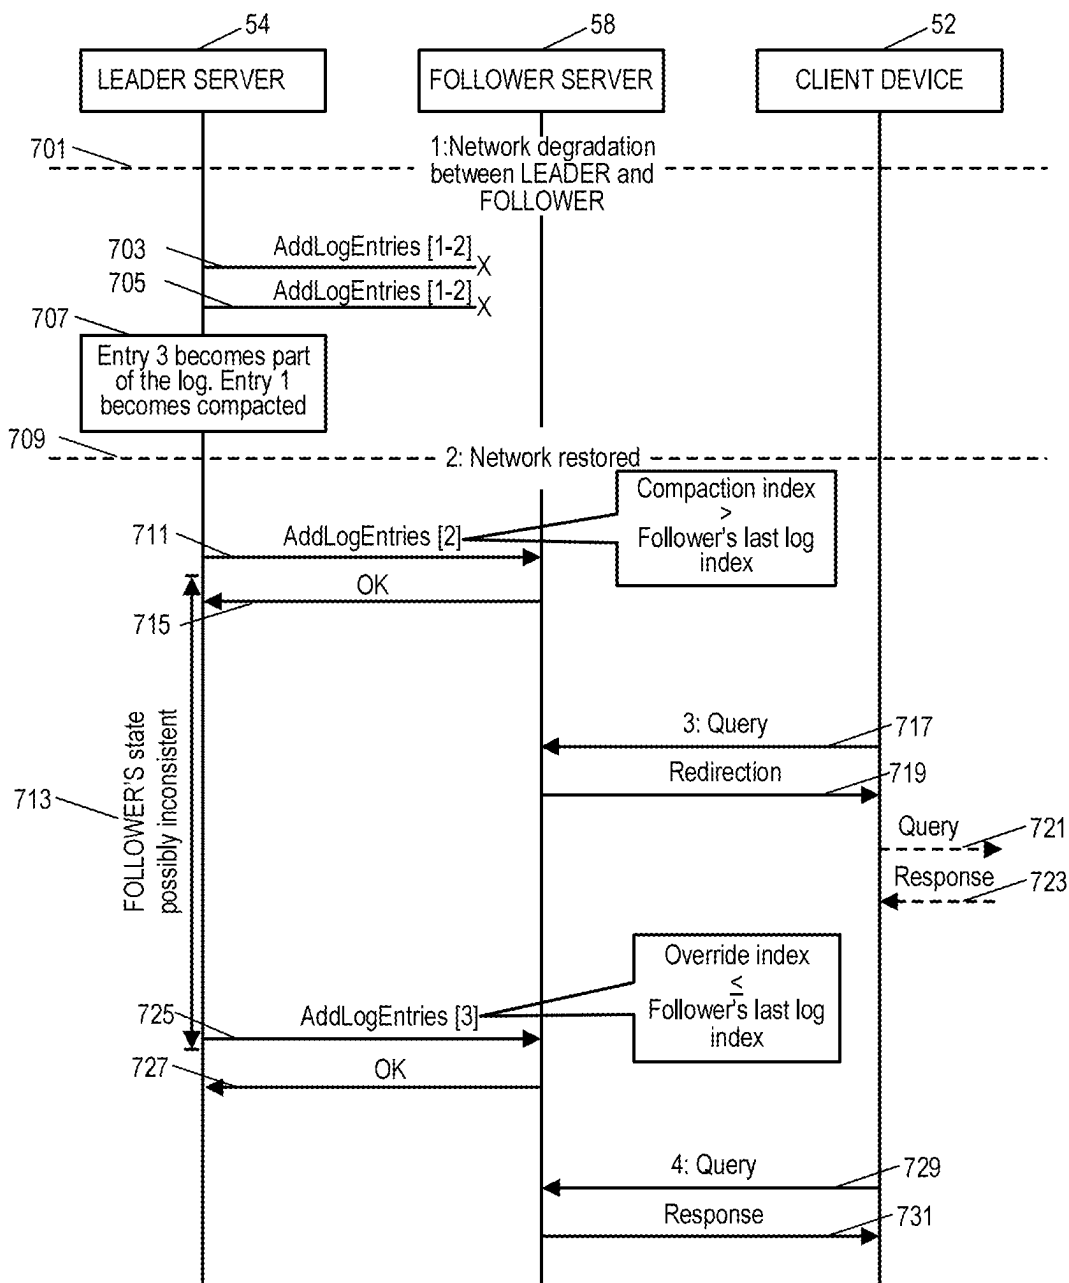 54
58
52
LEADER SERVER
FOLLOWER SERVER
CLIENT DEVICE
701
1:Network degradation
between LEADER and
FOLLOWER
703
AddLogEntries [1-2]
X
705
AddLogEntries [1-2]
X
707
Entry 3 becomes part
of the log. Entry 1
becomes compacted
709
2: Network restored
Compaction index
>
Follower's last log
index
711
AddLogEntries [2]
OK
715
3: Query
717
Redirection
719
713
FOLLOWER'S state
possibly inconsistent
Query
721
Response
723
Override index
≤
Follower's last log
index
725
AddLogEntries [3]
727
OK
4: Query
729
Response
731